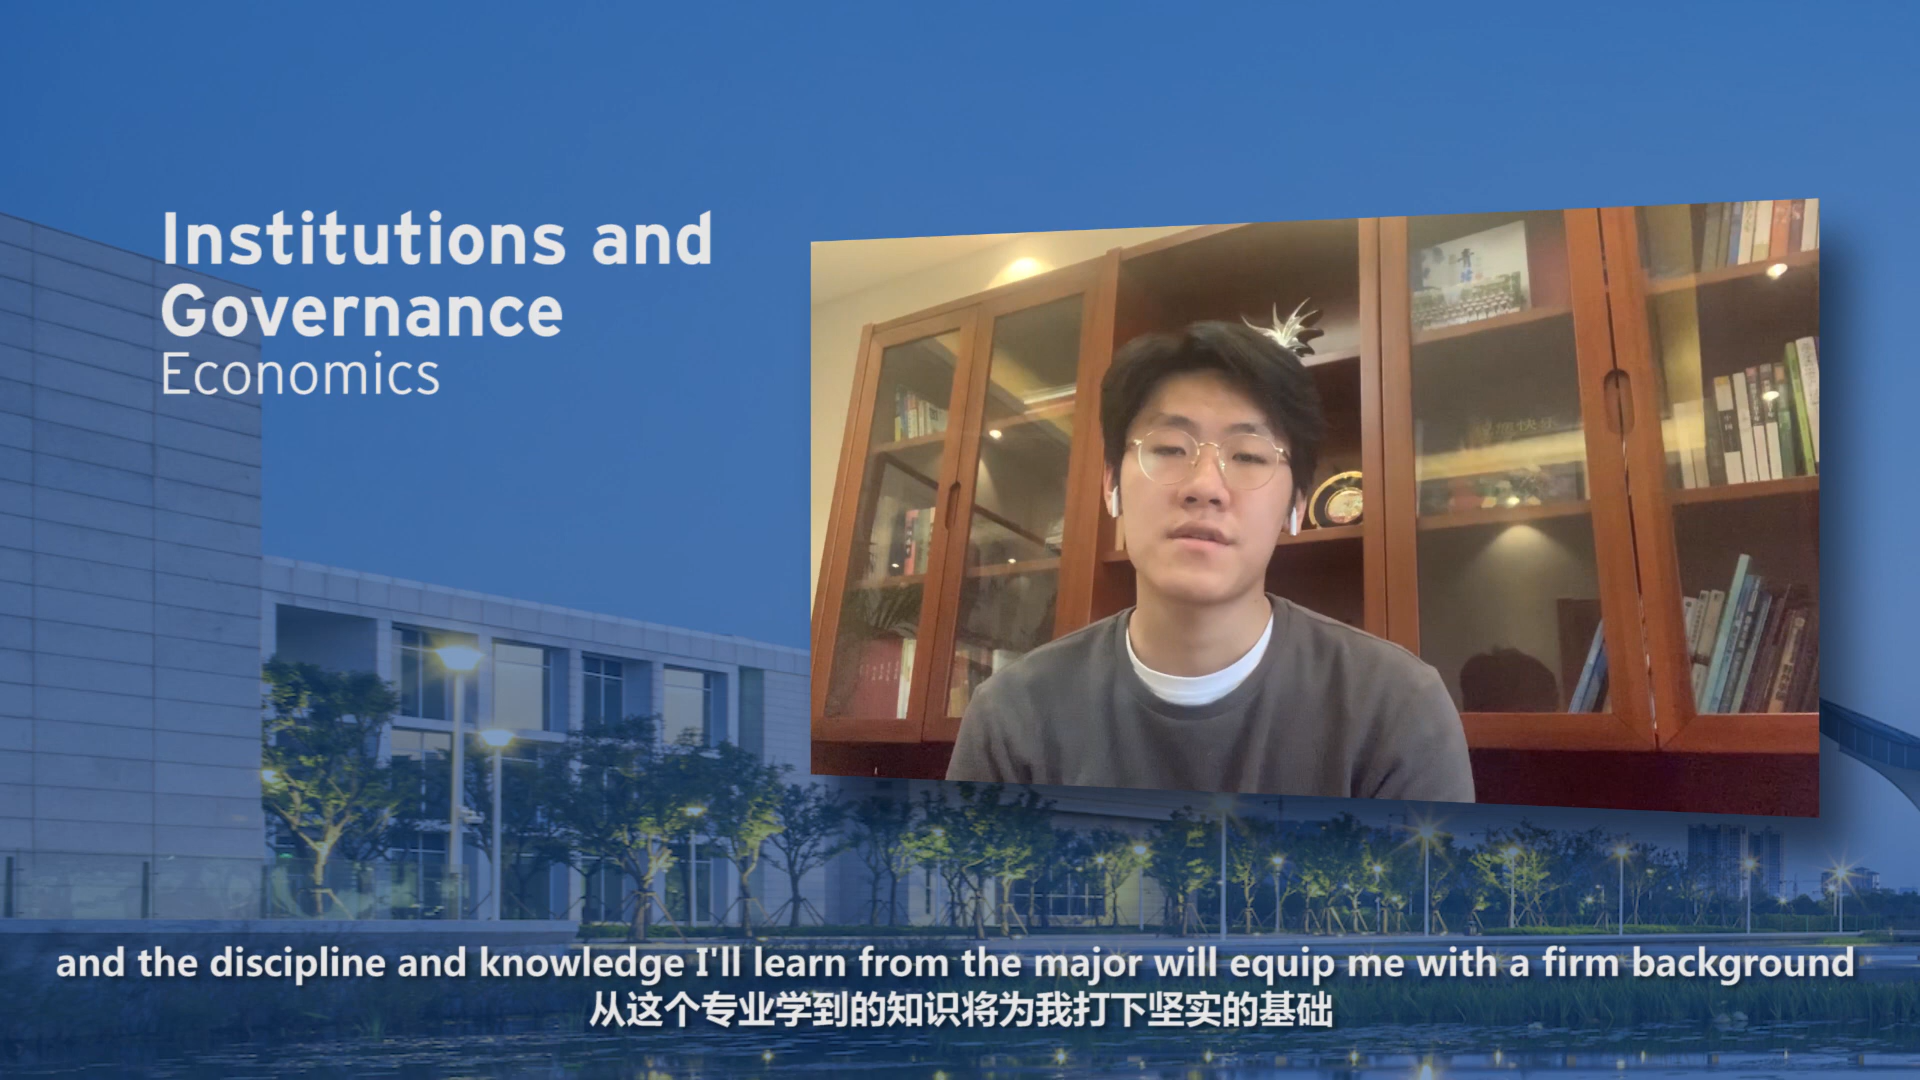 Institutions and
Governance
Economics
and the discipline and knowledge I'll learn from the major will equip me with a firm background
从这个专业学到的知识将为我打下坚实的基础